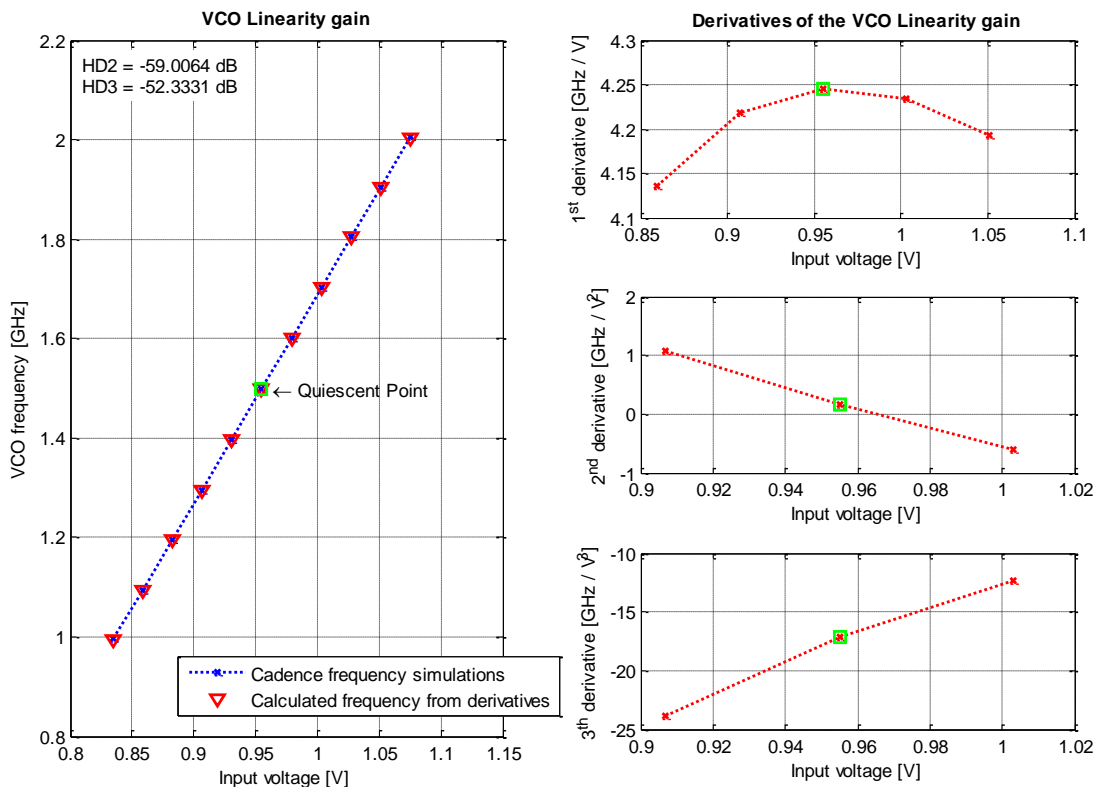 VCO Linearity gain
HD2 = -59.0064 dB
HD3 = -52.3331 dB
2.2
2
1.8
1.6
1.4
1.2
1
0.8
VCO frequency [GHz]
← Quiescent Point
Cadence frequency simulations
Calculated frequency from derivatives
0.8 0.85 0.9 0.95 1 1.05 1.1 1.15
Input voltage [V]
Derivatives of the VCO Linearity gain
4.3
4.25
4.2
4.15
4.1
1st derivative [GHz / V]
0.85 0.9 0.95 1 1.05 1.1
Input voltage [V]
2
1
0
-1
2nd derivative [GHz / V2]
0.9 0.92 0.94 0.96 0.98 1 1.02
Input voltage [V]
-10
-15
-20
-25
3th derivative [GHz / V3]
0.9 0.92 0.94 0.96 0.98 1 1.02
Input voltage [V]